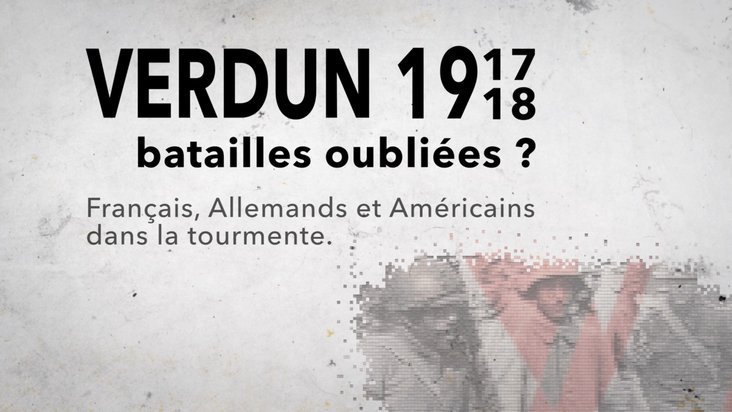 VERDUN 19 17 18
batailles oubliées ?
Français, Allemands et Américains
dans la tourmente.